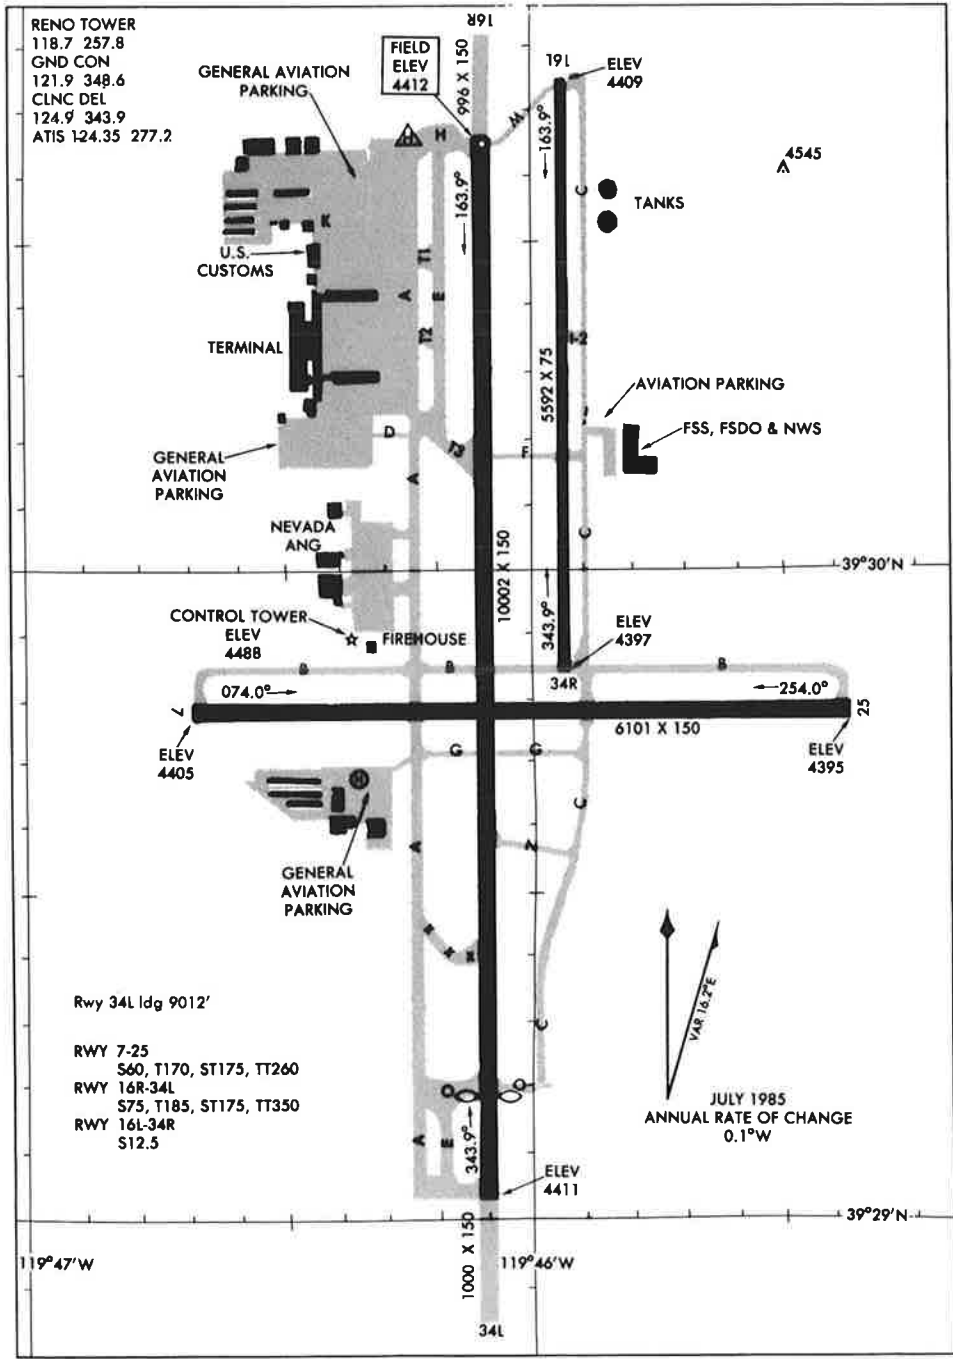 RENO TOWER
118.7 257.8
GND CON
121.9 348.6
CLNC DEL
124.9 343.9
ATIS 124.35 277.2
16R
996 X 150
FIELD
ELEV
4412
GENERAL AVIATION
PARKING
19L
ELEV
4409
H
M
163.9°
163.9°
4545
C
TANKS
K
U.S.
CUSTOMS
T1
A
E
T2
T-2
TERMINAL
5592 X 75
AVIATION PARKING
FSS, FSDO & NWS
D
T3
F
A
GENERAL
AVIATION
PARKING
NEVADA
ANG
C
10002 X 150
39°30'N
343.9°
CONTROL TOWER
ELEV
4488
FIREHOUSE
ELEV
4397
B
B
B
34R
074.0°
254.0°
7
25
6101 X 150
ELEV
4405
ELEV
4395
G
G
H
C
A
Z
GENERAL
AVIATION
PARKING
VAR 16.2°E
Rwy 34L ldg 9012'
C
RWY 7-25
S60, T170, ST175, TT260
RWY 16R-34L
S75, T185, ST175, TT350
RWY 16L-34R
S12.5
JULY 1985
ANNUAL RATE OF CHANGE
0.1°W
A
E
343.9°
ELEV
4411
39°29'N
119°47'W
1000 X 150
119°46'W
34L